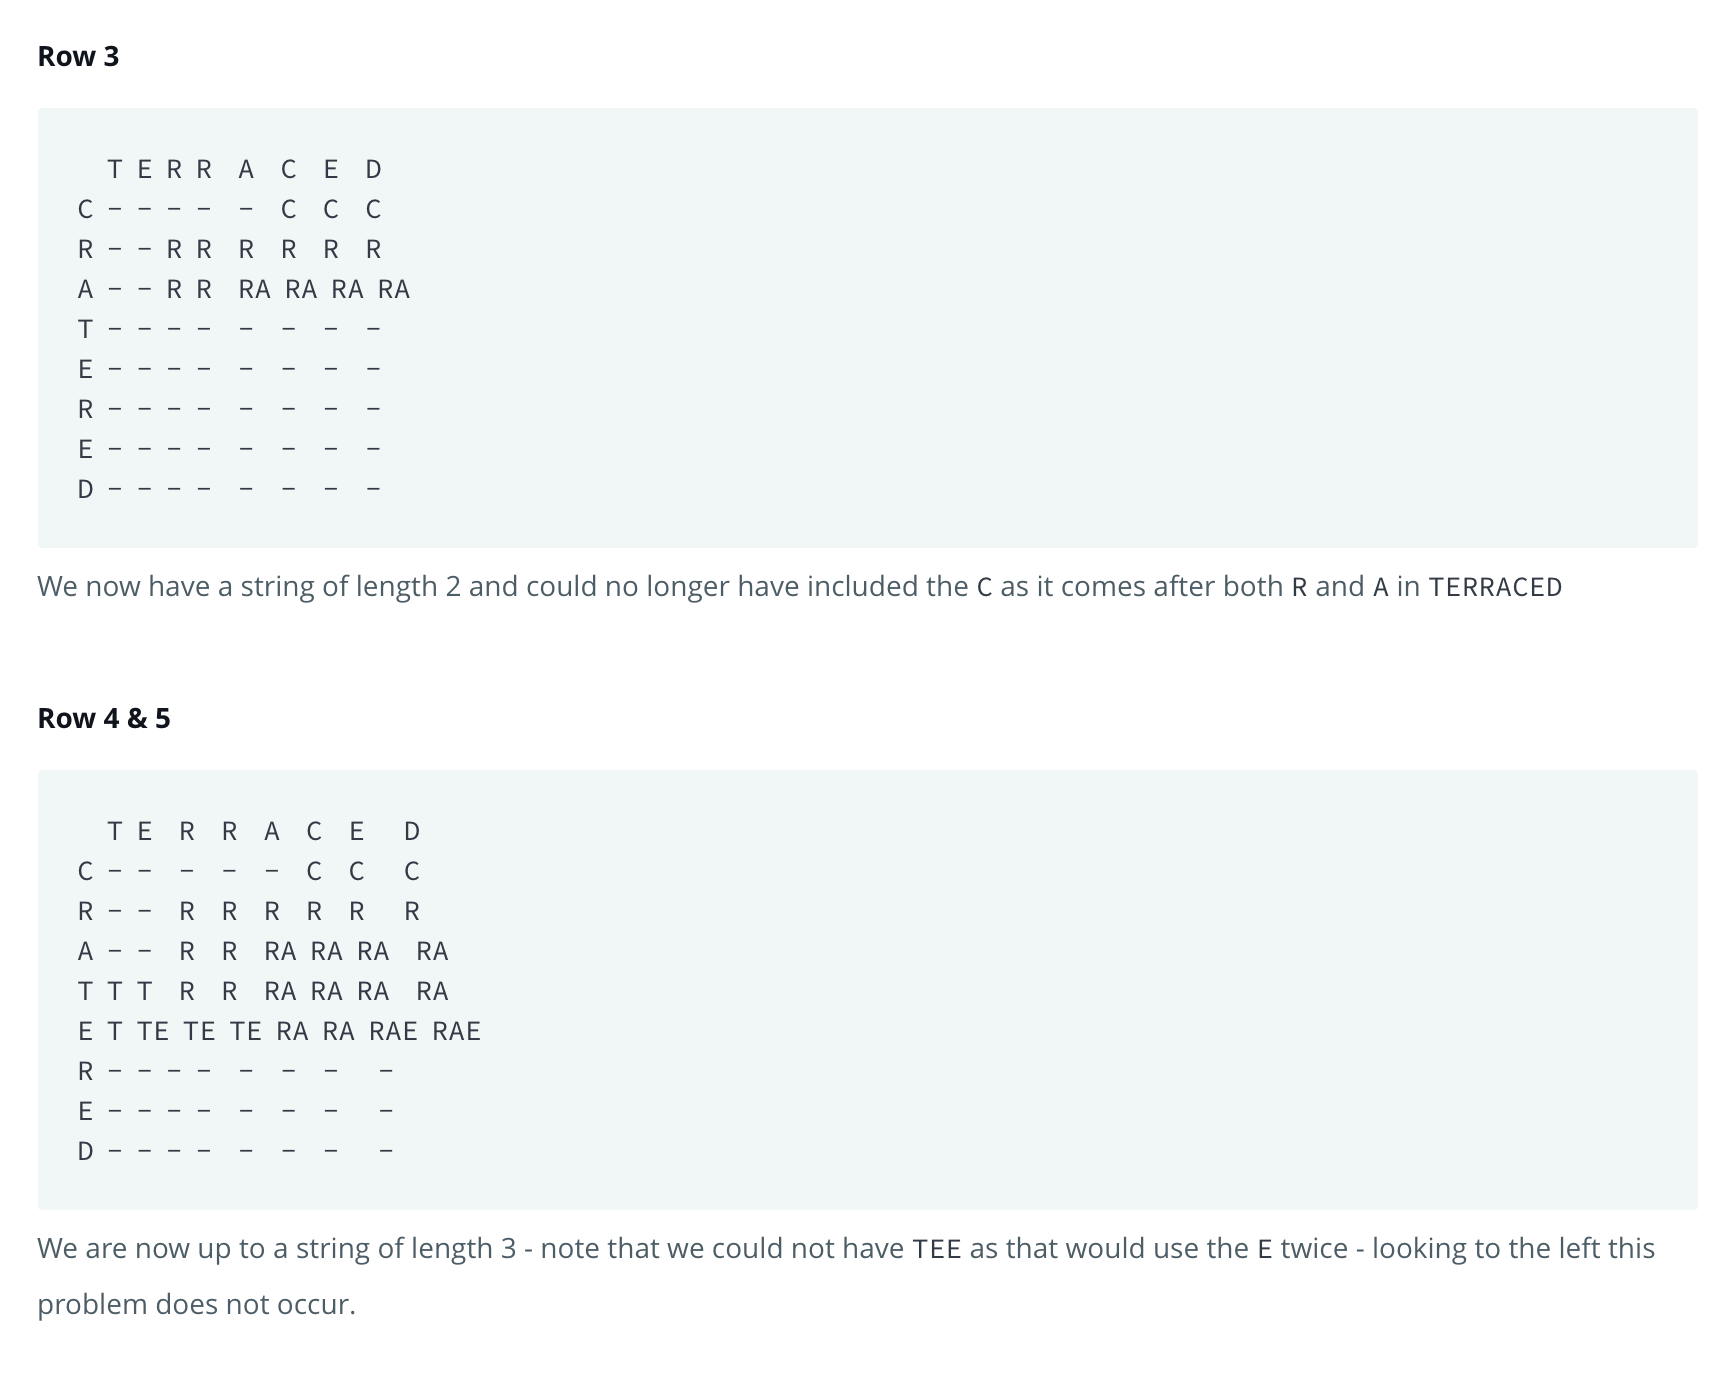 Row 3
  T E R R  A  C  E  D
C - - - -  -  C  C  C
R - - R R  R  R  R  R
A - - R R  RA RA RA RA
T - - - -  -  -  -  -
E - - - -  -  -  -  -
R - - - -  -  -  -  -
E - - - -  -  -  -  -
D - - - -  -  -  -  -
We now have a string of length 2 and could no longer have included the C as it comes after both R and A in TERRACED
Row 4 & 5
  T E  R  R  A  C  E   D
C - -  -  -  -  C  C   C
R - -  R  R  R  R  R   R
A - -  R  R  RA RA RA  RA
T T T  R  R  RA RA RA  RA
E T TE TE TE RA RA RAE RAE
R - - - -  -  -  -   -
E - - - -  -  -  -   -
D - - - -  -  -  -   -
We are now up to a string of length 3 - note that we could not have TEE as that would use the E twice - looking to the left this
problem does not occur.